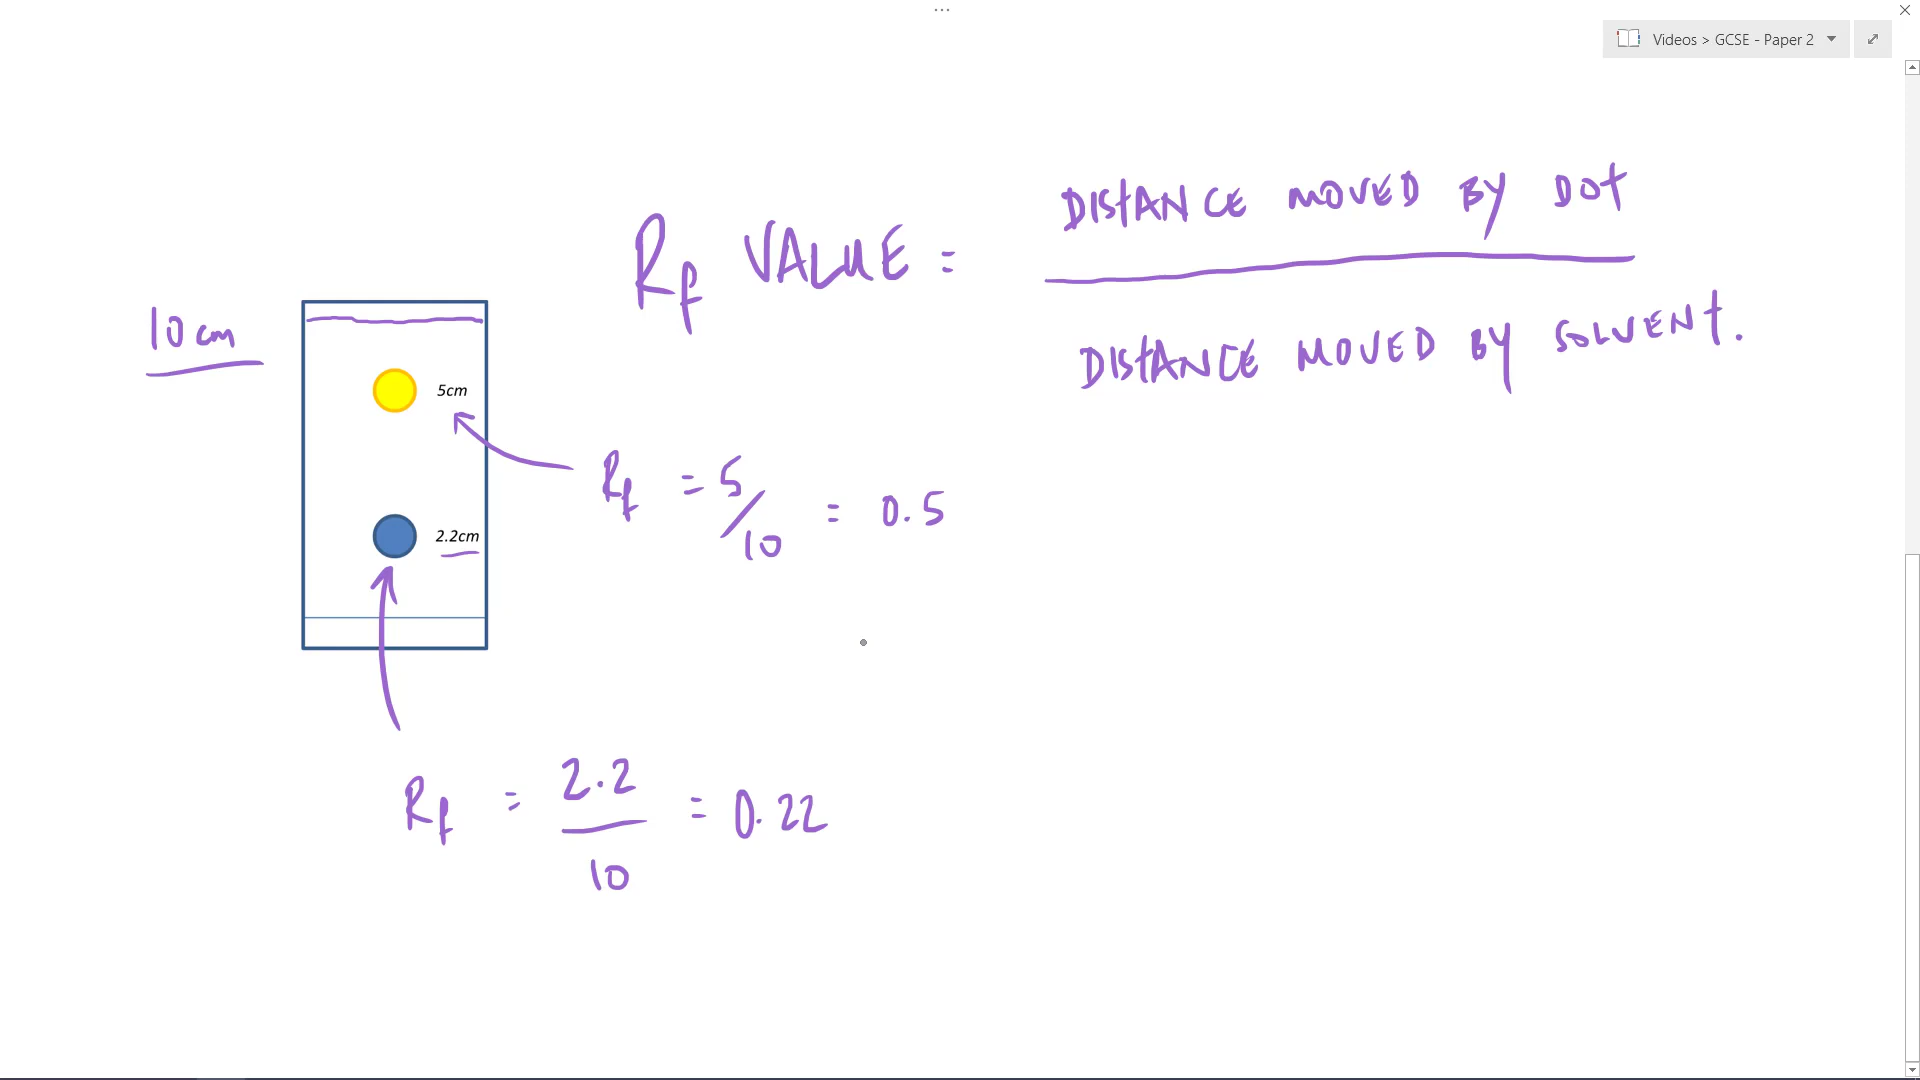 Videos > GCSE - Paper 2
DISTANCE MOVED BY DOT
Rf VALUE =
DISTANCE MOVED BY SOLVENT.
10 cm
5cm
Rf = 5/10 = 0.5
2.2cm
Rf = 2.2/10 = 0.22